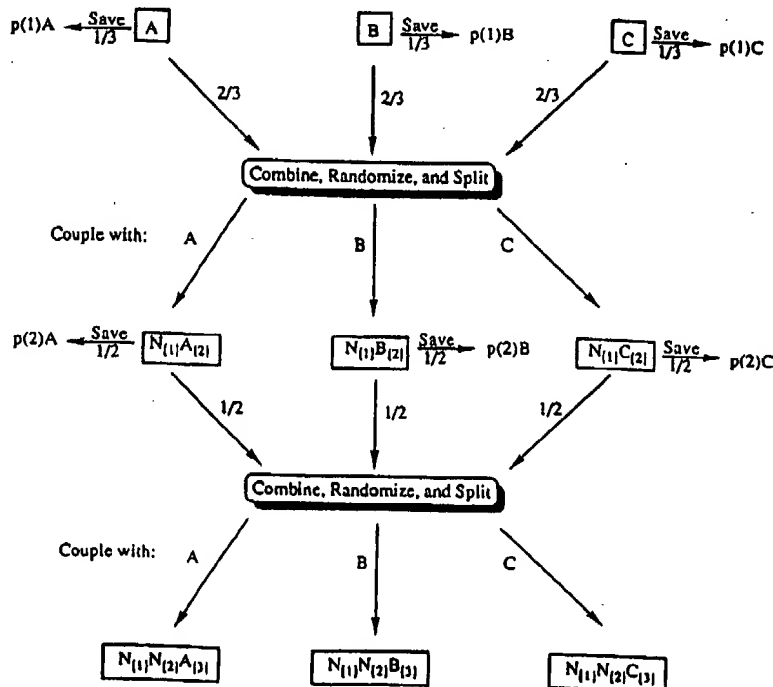 p(1)A Save 1/3 A B Save 1/3 p(1)B C Save 1/3 p(1)C
2/3 2/3 2/3
Combine, Randomize, and Split
Couple with: A B C
p(2)A Save 1/2 N[1]A[2] N[1]B[2] Save 1/2 p(2)B N[1]C[2] Save 1/2 p(2)C
1/2 1/2 1/2
Combine, Randomize, and Split
Couple with: A B C
N[1]N[2]A[3] N[1]N[2]B[3] N[1]N[2]C[3]